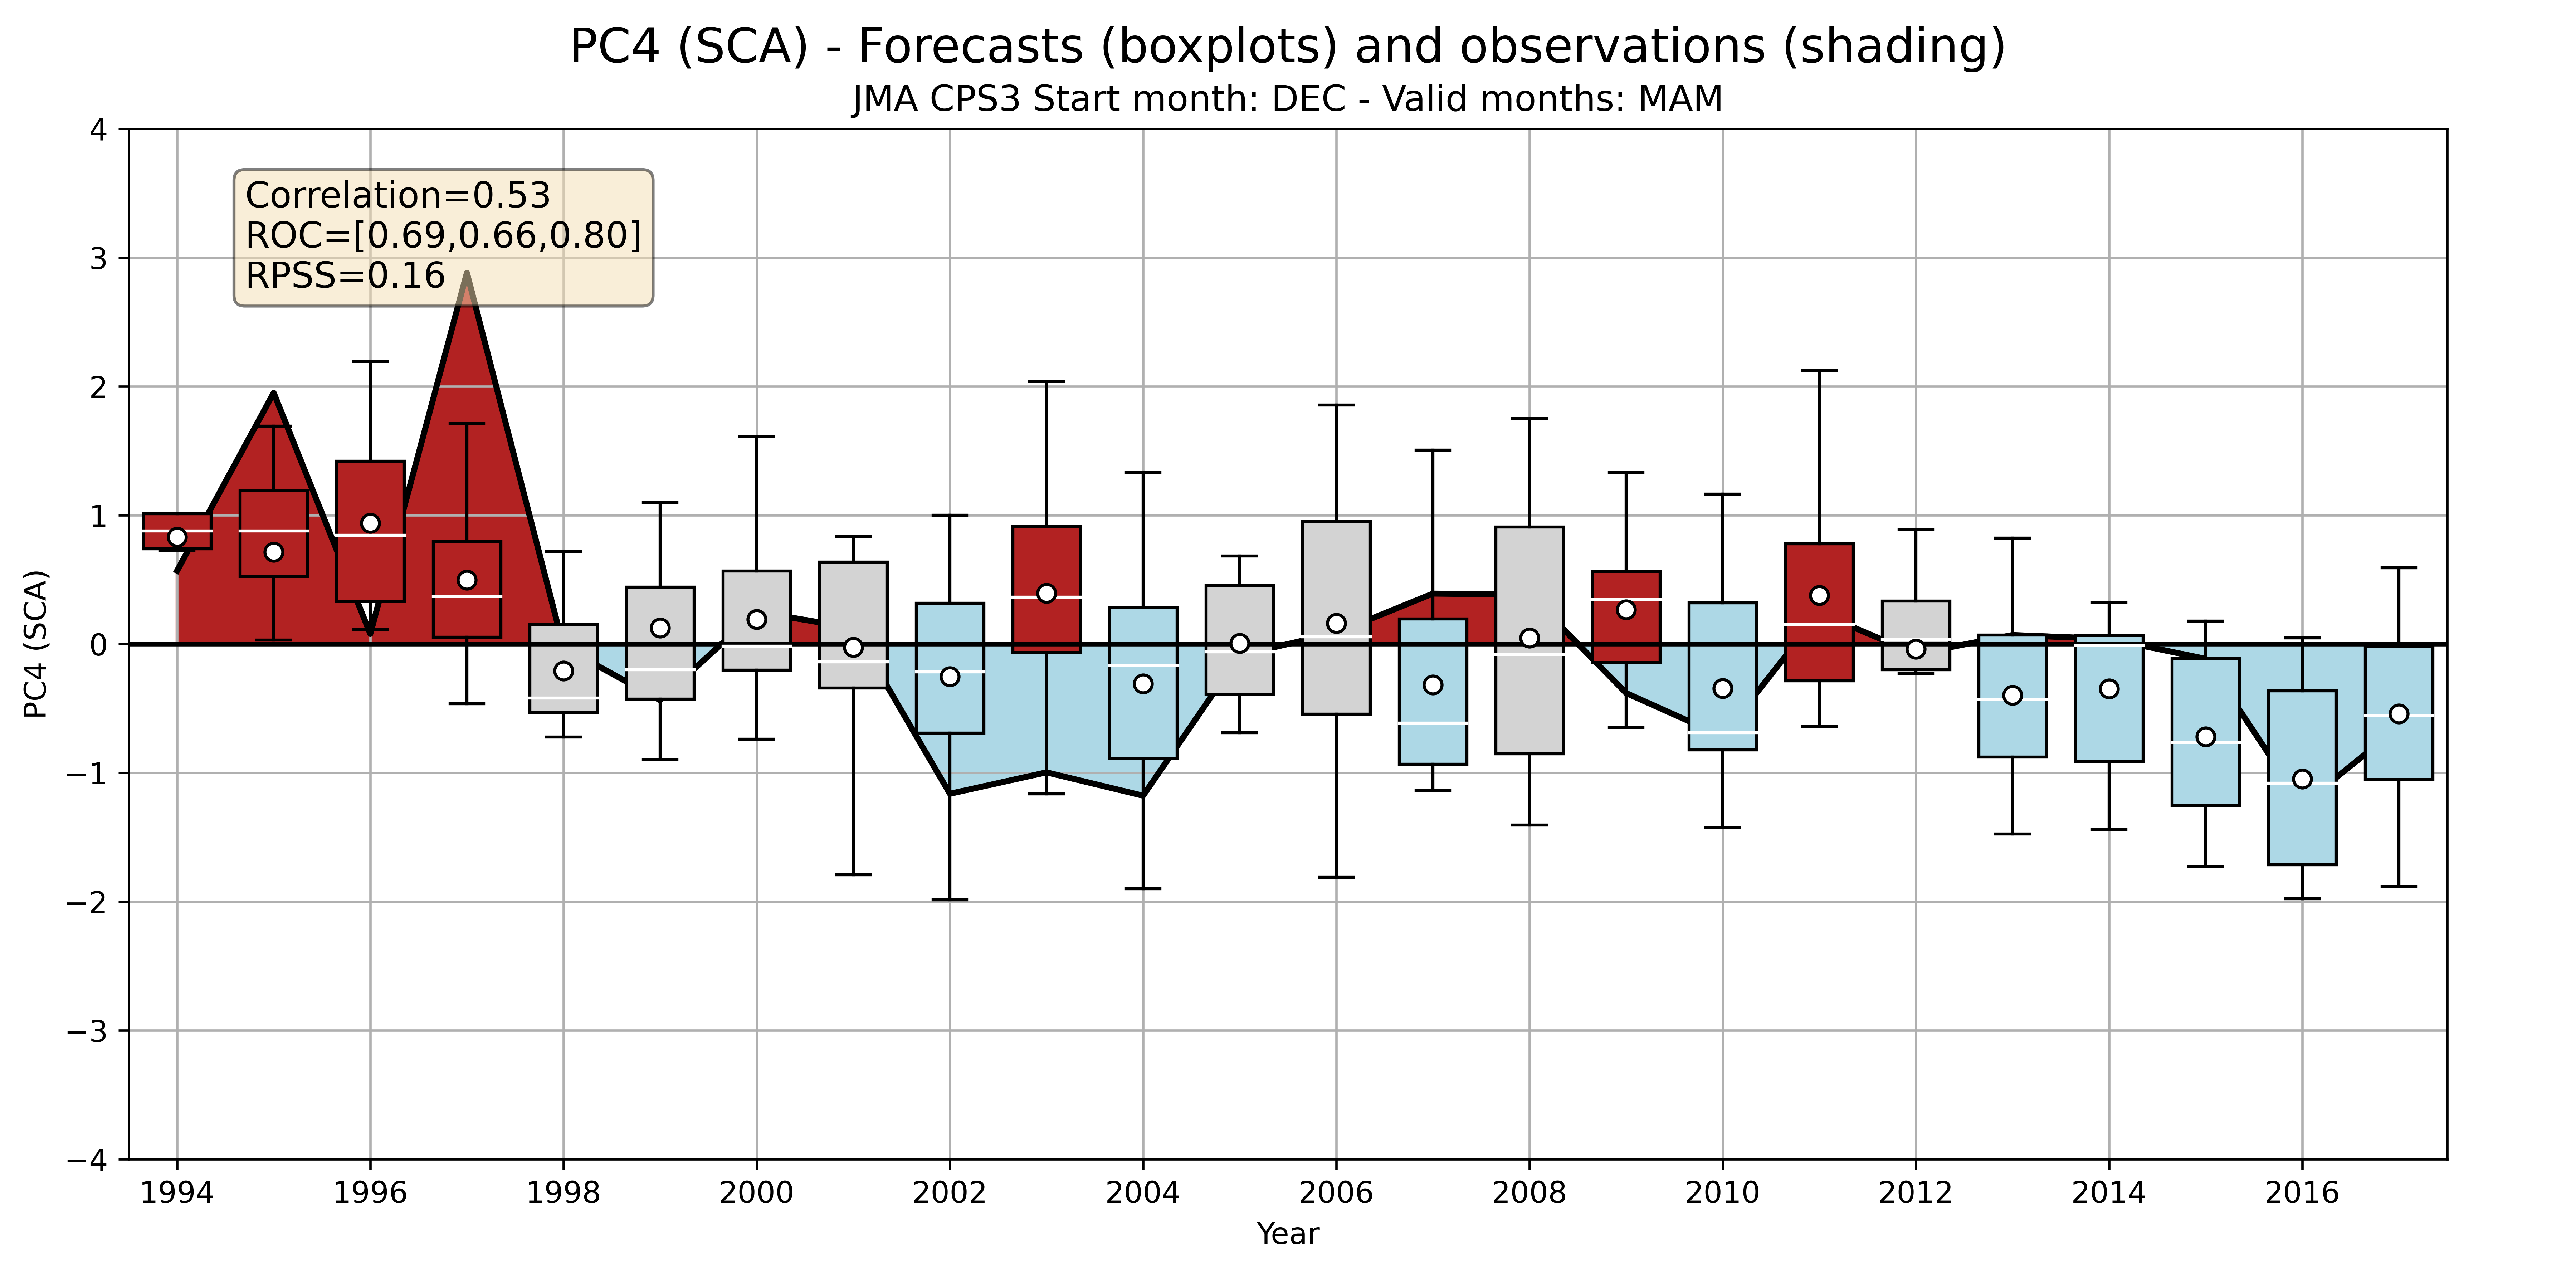 PC4 (SCA) - Forecasts (boxplots) and observations (shading)
JMA CPS3 Start month: DEC - Valid months: MAM
Correlation=0.53
ROC=[0.69,0.66,0.80]
RPSS=0.16
PC4 (SCA)
4
3
2
1
0
−1
−2
−3
−4
1994 1996 1998 2000 2002 2004 2006 2008 2010 2012 2014 2016
Year